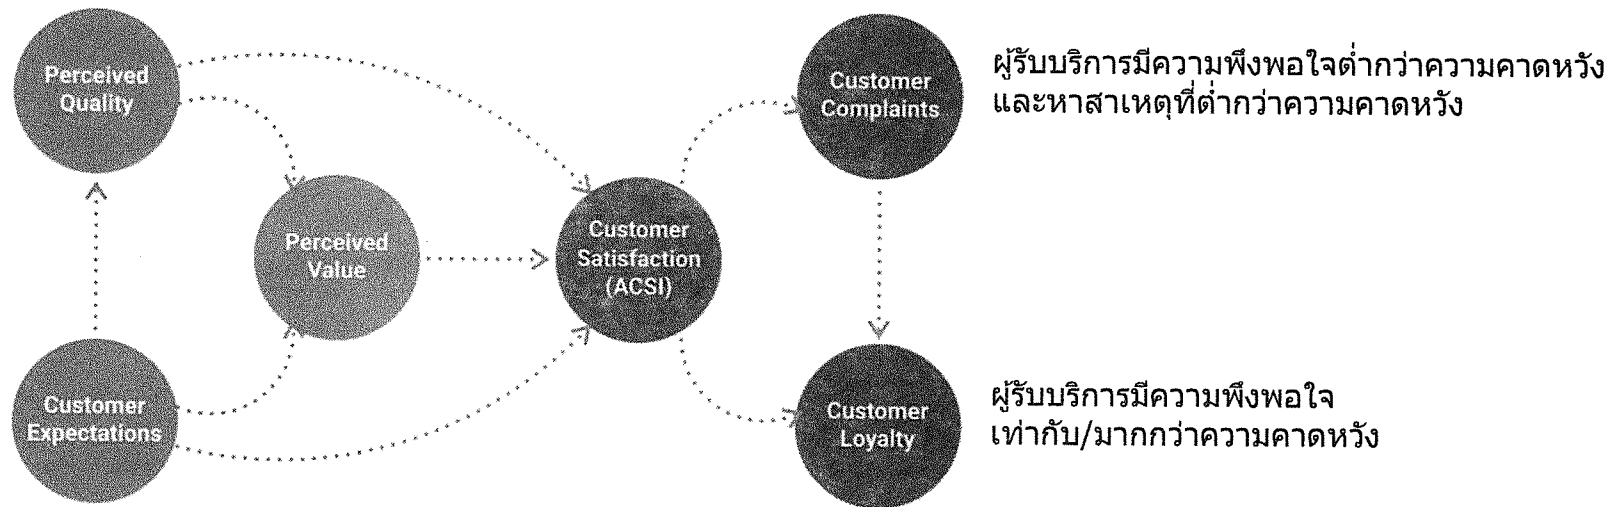 Perceived
Quality
Customer
Complaints
ผู้รับบริการมีความพึงพอใจต่ำกว่าความคาดหวัง
และหาสาเหตุที่ต่ำกว่าความคาดหวัง
Perceived
Value
Customer
Satisfaction
(ACSI)
Customer
Expectations
Customer
Loyalty
ผู้รับบริการมีความพึงพอใจ
เท่ากับ/มากกว่าความคาดหวัง